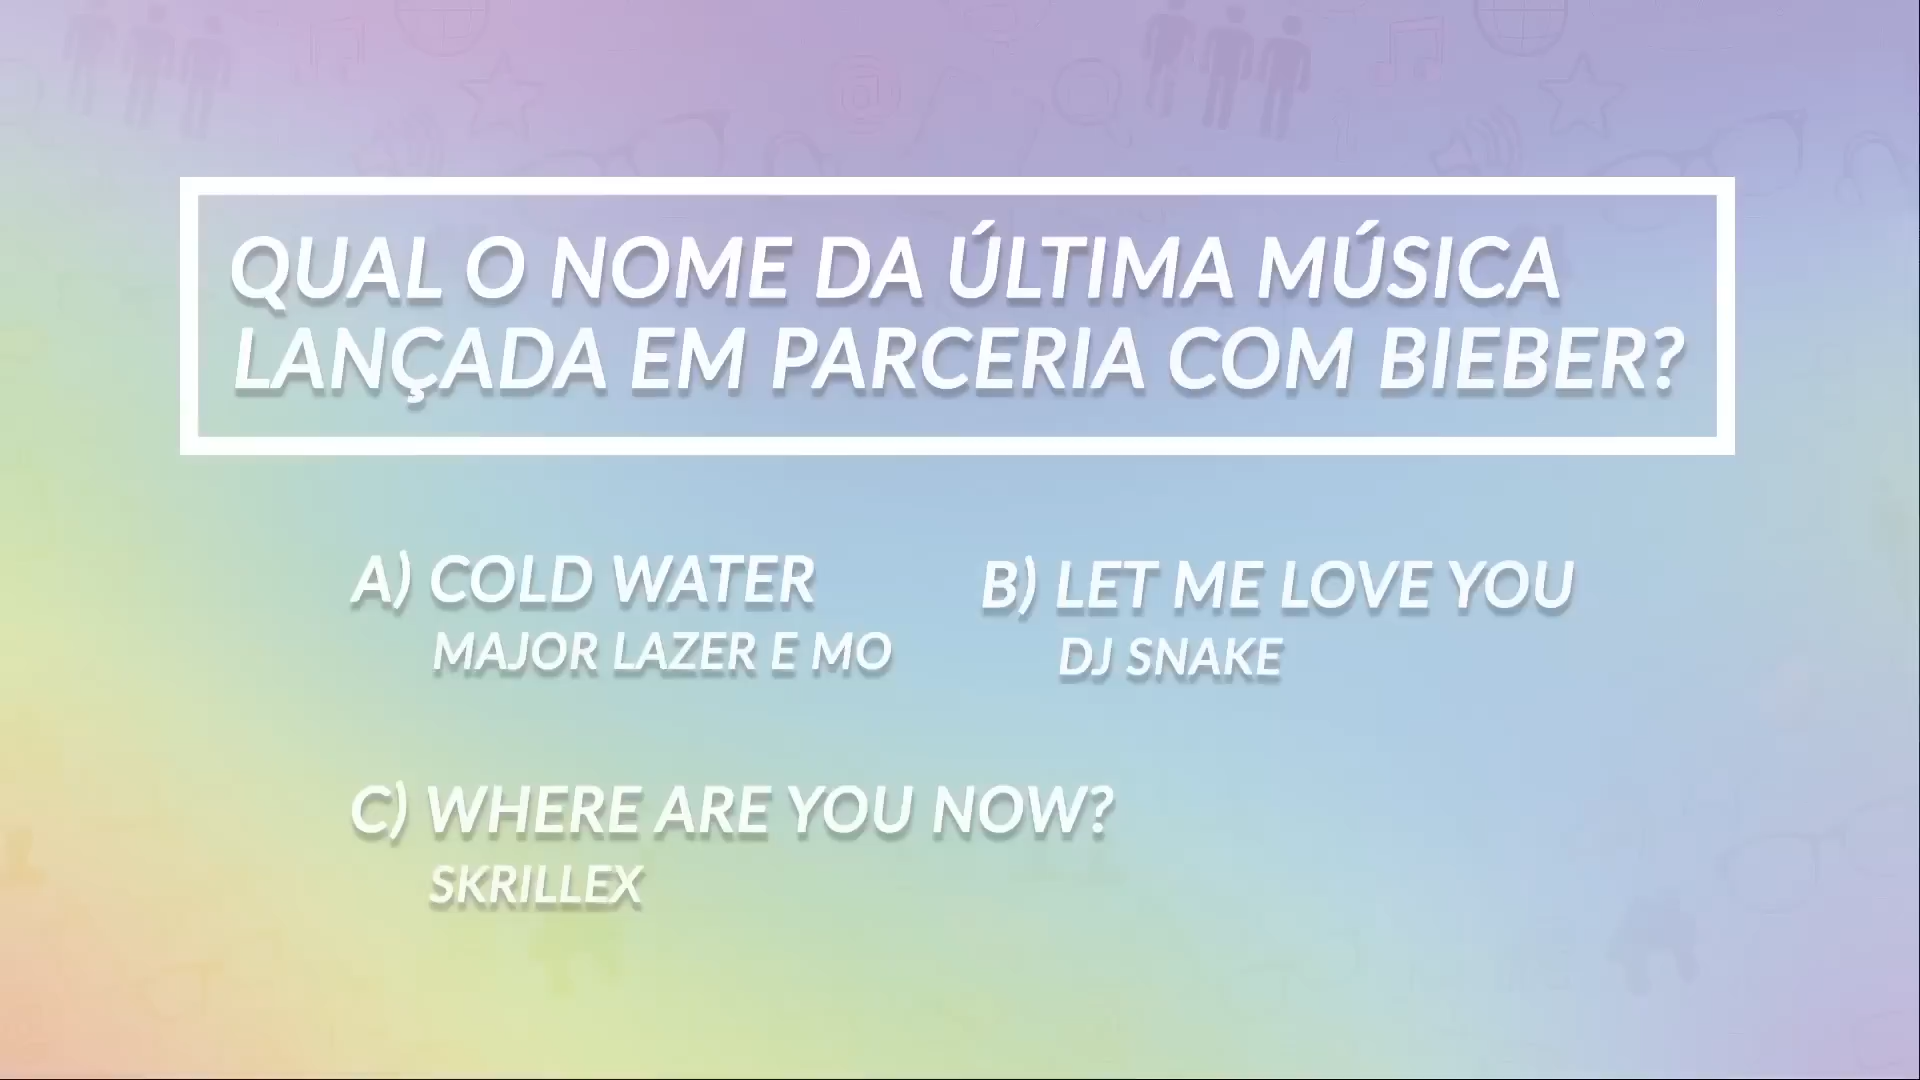 QUAL O NOME DA ÚLTIMA MÚSICA
LANÇADA EM PARCERIA COM BIEBER?
A) COLD WATER
MAJOR LAZER E MO
B) LET ME LOVE YOU
DJ SNAKE
C) WHERE ARE YOU NOW?
SKRILLEX